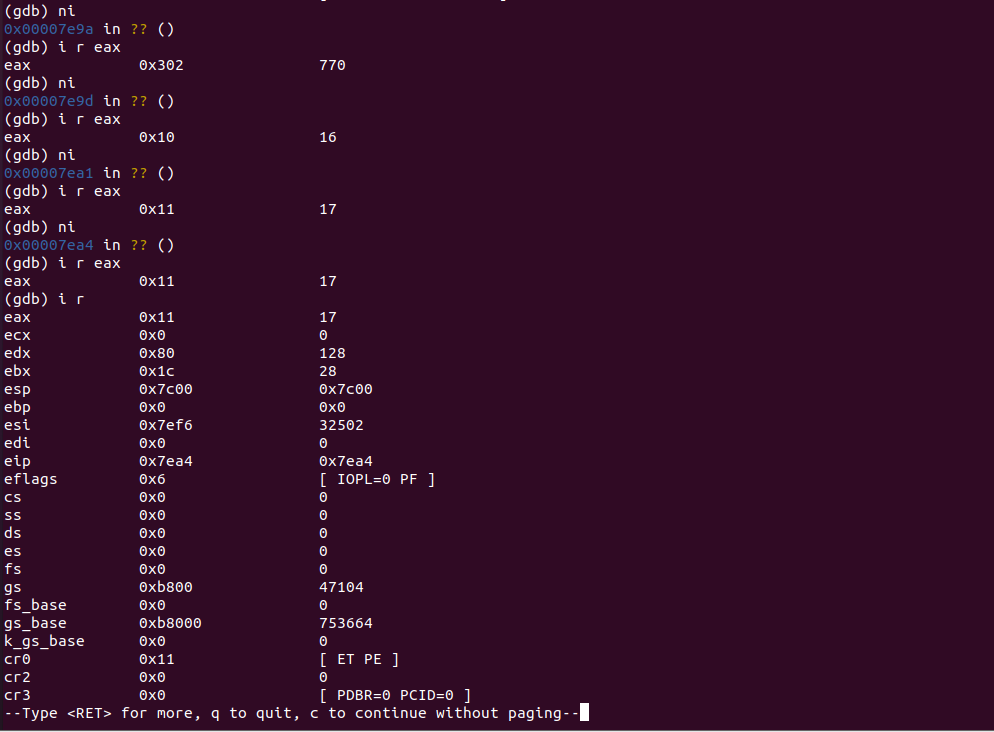 (gdb) ni
0x00007e9a in ?? ()
(gdb) i r eax
eax            0x302               770
(gdb) ni
0x00007e9d in ?? ()
(gdb) i r eax
eax            0x10                16
(gdb) ni
0x00007ea1 in ?? ()
(gdb) i r eax
eax            0x11                17
(gdb) ni
0x00007ea4 in ?? ()
(gdb) i r eax
eax            0x11                17
(gdb) i r
eax            0x11                17
ecx            0x0                 0
edx            0x80                128
ebx            0x1c                28
esp            0x7c00              0x7c00
ebp            0x0                 0x0
esi            0x7ef6              32502
edi            0x0                 0
eip            0x7ea4              0x7ea4
eflags         0x6                 [ IOPL=0 PF ]
cs             0x0                 0
ss             0x0                 0
ds             0x0                 0
es             0x0                 0
fs             0x0                 0
gs             0xb800              47104
fs_base        0x0                 0
gs_base        0xb8000             753664
k_gs_base      0x0                 0
cr0            0x11                [ ET PE ]
cr2            0x0                 0
cr3            0x0                 [ PDBR=0 PCID=0 ]
--Type <RET> for more, q to quit, c to continue without paging--